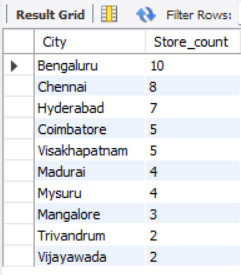 Result Grid Filter Rows:
City Store_count
Bengaluru 10
Chennai 8
Hyderabad 7
Coimbatore 5
Visakhapatnam 5
Madurai 4
Mysuru 4
Mangalore 3
Trivandrum 2
Vijayawada 2